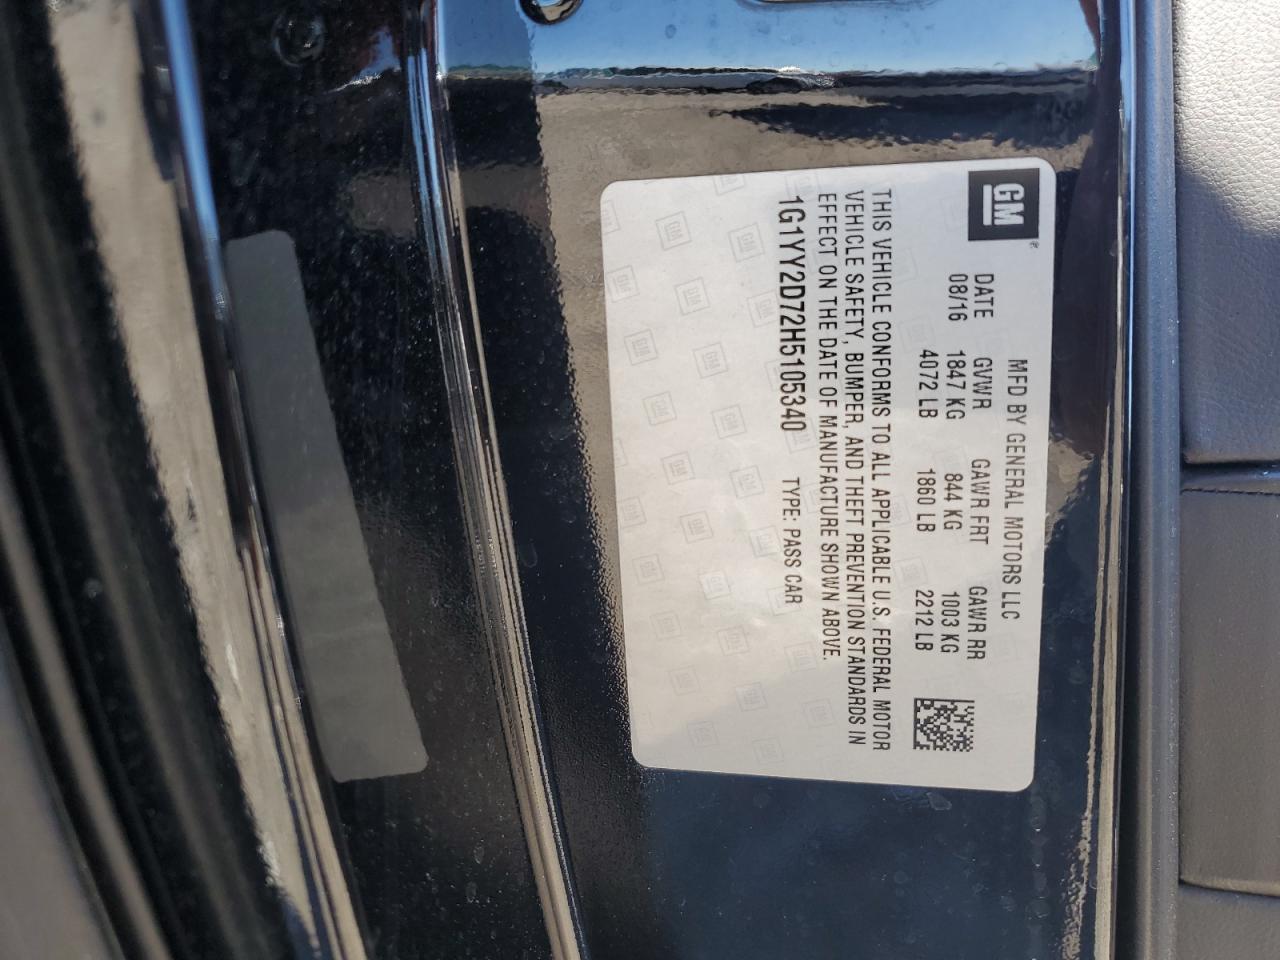 GM
MFD BY GENERAL MOTORS LLC
DATE GVWR GAWR FRT GAWR RR
08/16 1847 KG 844 KG 1003 KG
4072 LB 1860 LB 2212 LB
THIS VEHICLE CONFORMS TO ALL APPLICABLE U.S. FEDERAL MOTOR
VEHICLE SAFETY, BUMPER, AND THEFT PREVENTION STANDARDS IN
EFFECT ON THE DATE OF MANUFACTURE SHOWN ABOVE.
1G1YY2D72H5105340 TYPE: PASS CAR